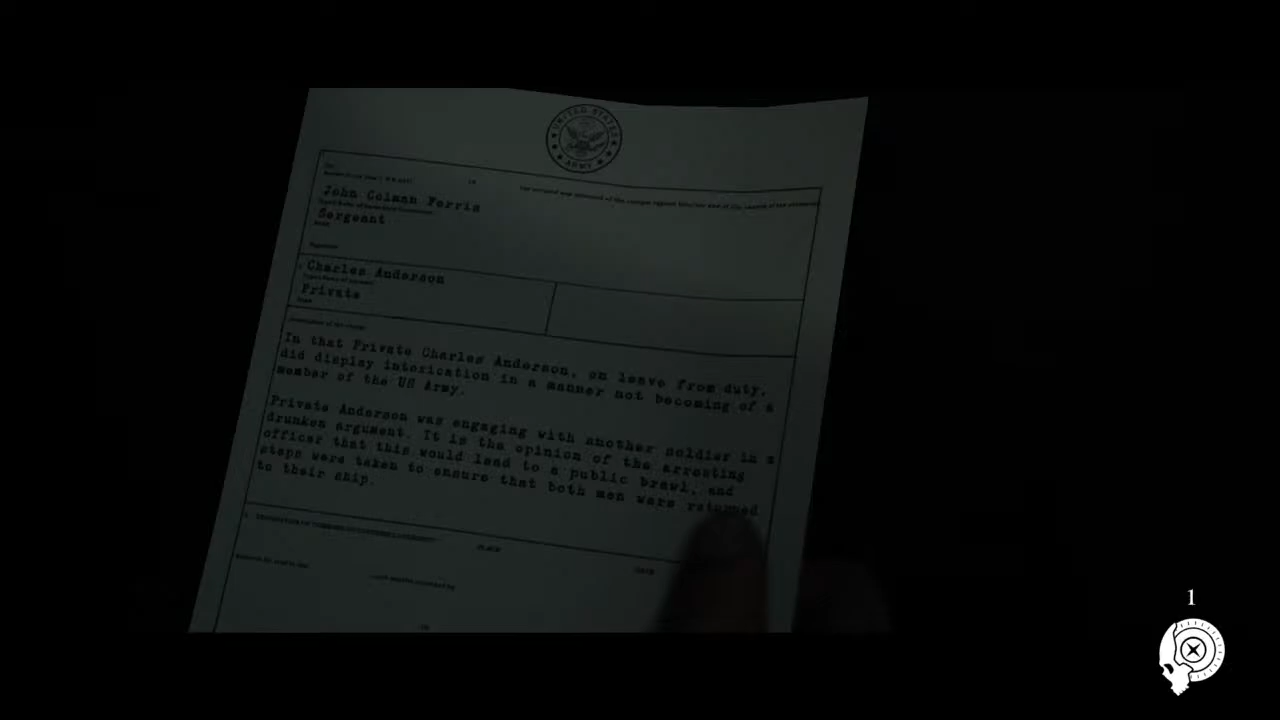 UNITED STATES
ARMY
John Colman Ferris
Sergeant
Signature
Charles Anderson
Private
In that Private Charles Anderson, on leave from duty,
did display intoxication in a manner not becoming of a
member of the US Army.
Private Anderson was engaging with another soldier in a
drunken argument. It is the opinion of the arresting
officer that this would lead to a public brawl, and
steps were taken to ensure that both men were returned
to their ship.
PLACE
DATE
1